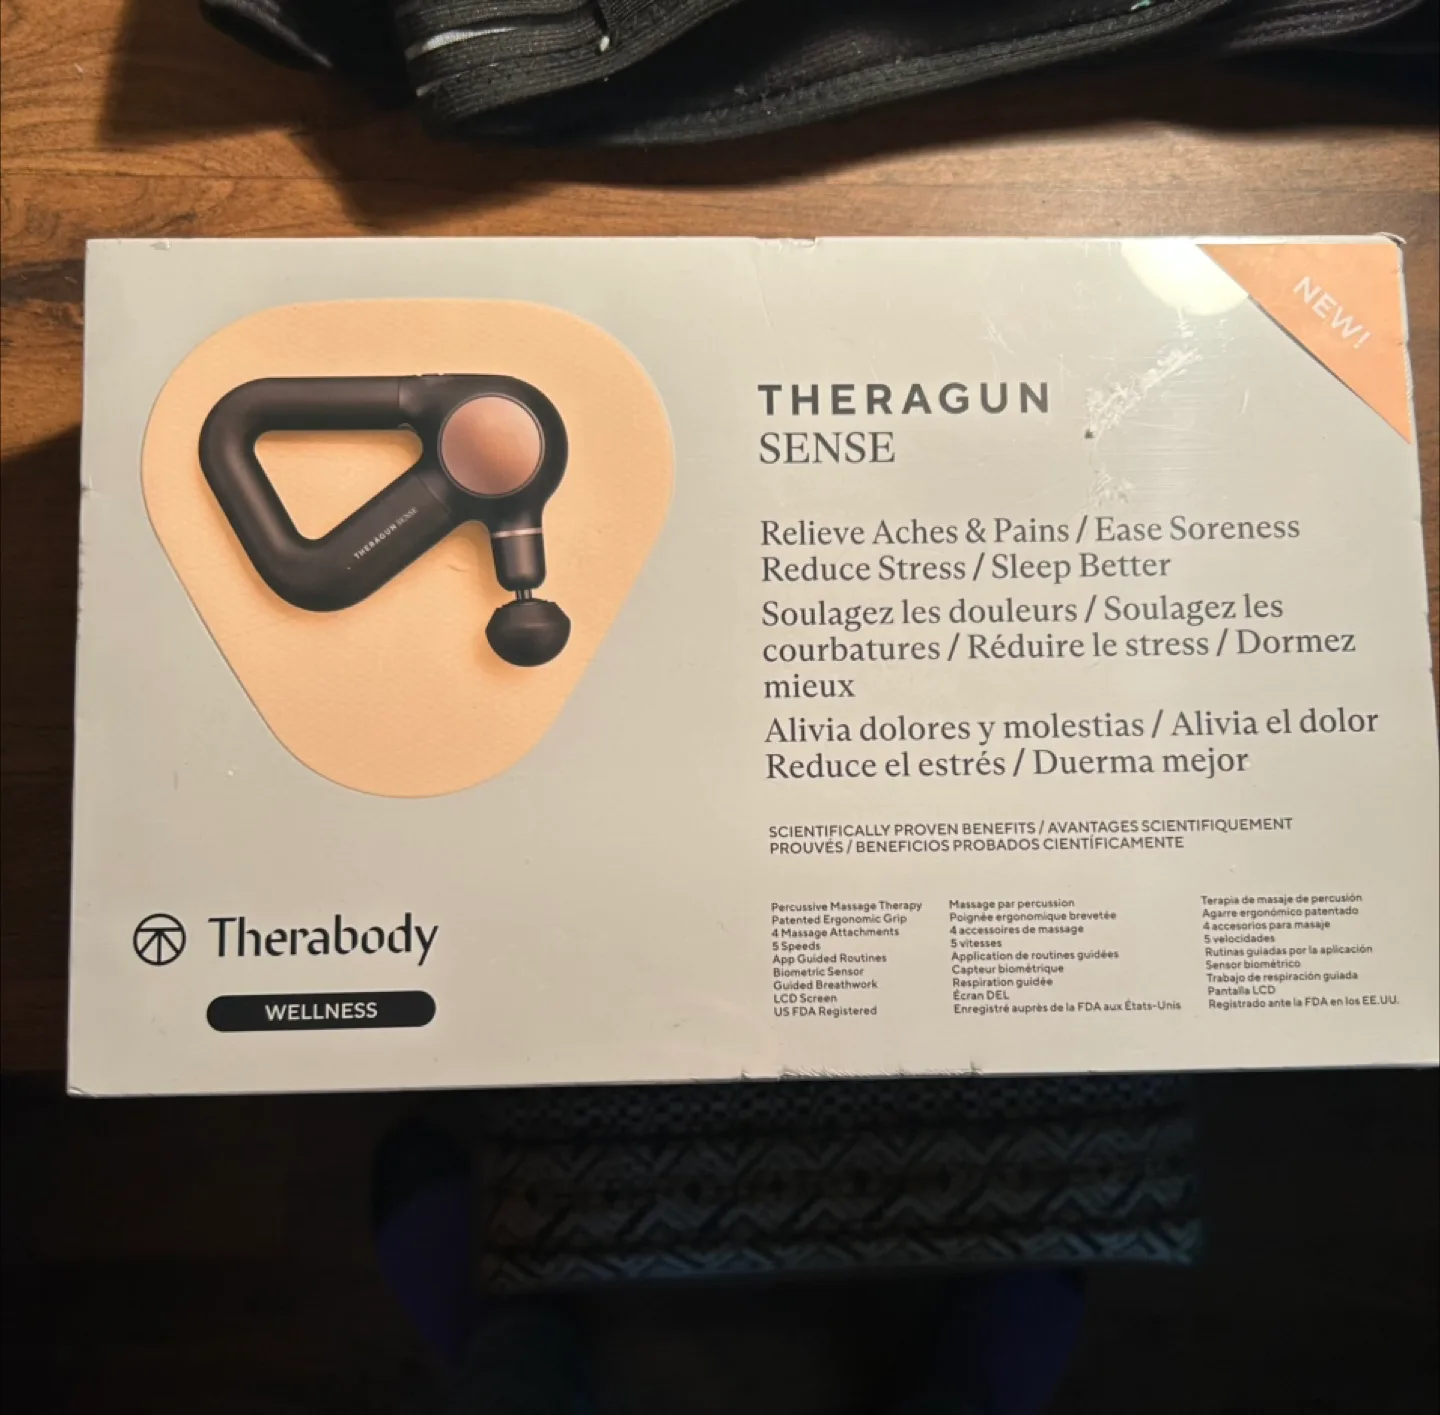 NEW!
THERAGUN
SENSE
THERAGUN SENSE
Relieve Aches & Pains / Ease Soreness
Reduce Stress / Sleep Better
Soulagez les douleurs / Soulagez les
courbatures / Réduire le stress / Dormez
mieux
Alivia dolores y molestias / Alivia el dolor
Reduce el estrés / Duerma mejor
SCIENTIFICALLY PROVEN BENEFITS / AVANTAGES SCIENTIFIQUEMENT
PROUVÉS / BENEFICIOS PROBADOS CIENTÍFICAMENTE
Therabody
WELLNESS
Percussive Massage Therapy
Patented Ergonomic Grip
4 Massage Attachments
5 Speeds
App Guided Routines
Biometric Sensor
Guided Breathwork
LCD Screen
US FDA Registered
Massage par percussion
Poignée ergonomique brevetée
4 accessoires de massage
5 vitesses
Application de routines guidées
Capteur biométrique
Respiration guidée
Écran DEL
Enregistré auprès de la FDA aux États-Unis
Terapia de masaje de percusión
Agarre ergonómico patentado
4 accesorios para masaje
5 velocidades
Rutinas guiadas por la aplicación
Sensor biométrico
Trabajo de respiración guiada
Pantalla LCD
Registrado ante la FDA en los EE.UU.